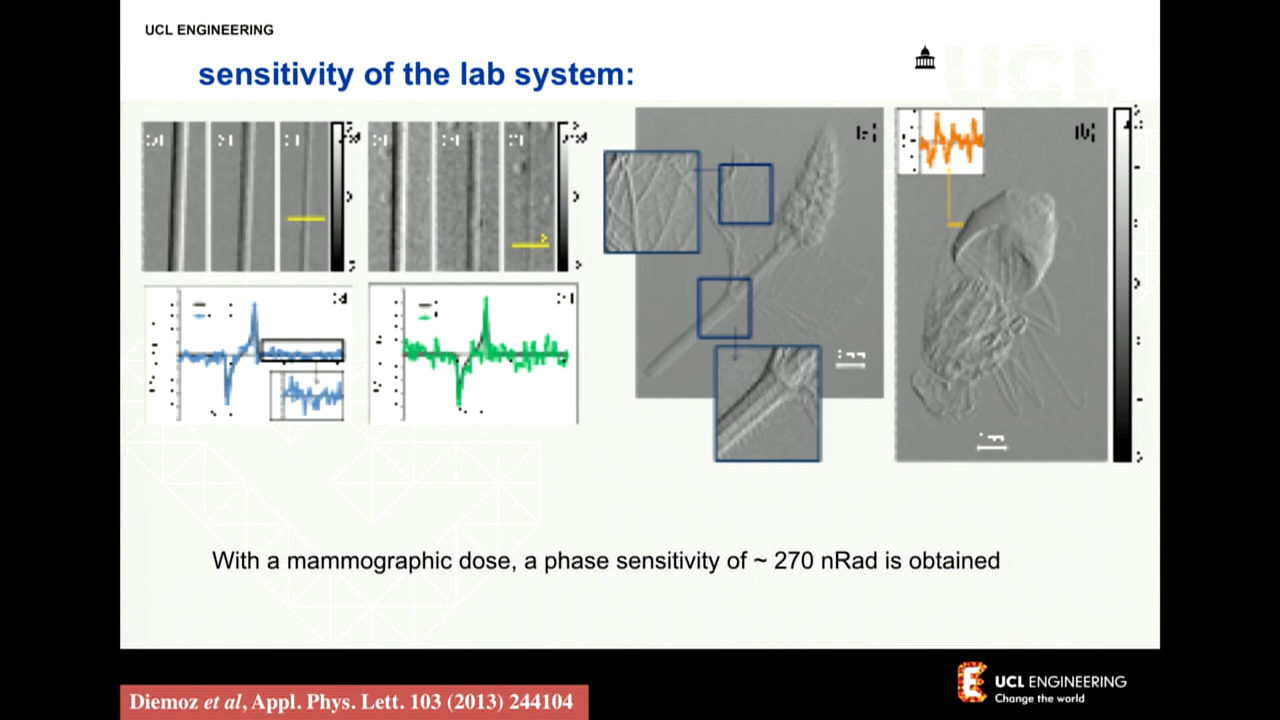 UCL ENGINEERING
UCL
sensitivity of the lab system:
With a mammographic dose, a phase sensitivity of ~ 270 nRad is obtained
UCL ENGINEERING
Change the world
Diemoz et al, Appl. Phys. Lett. 103 (2013) 244104